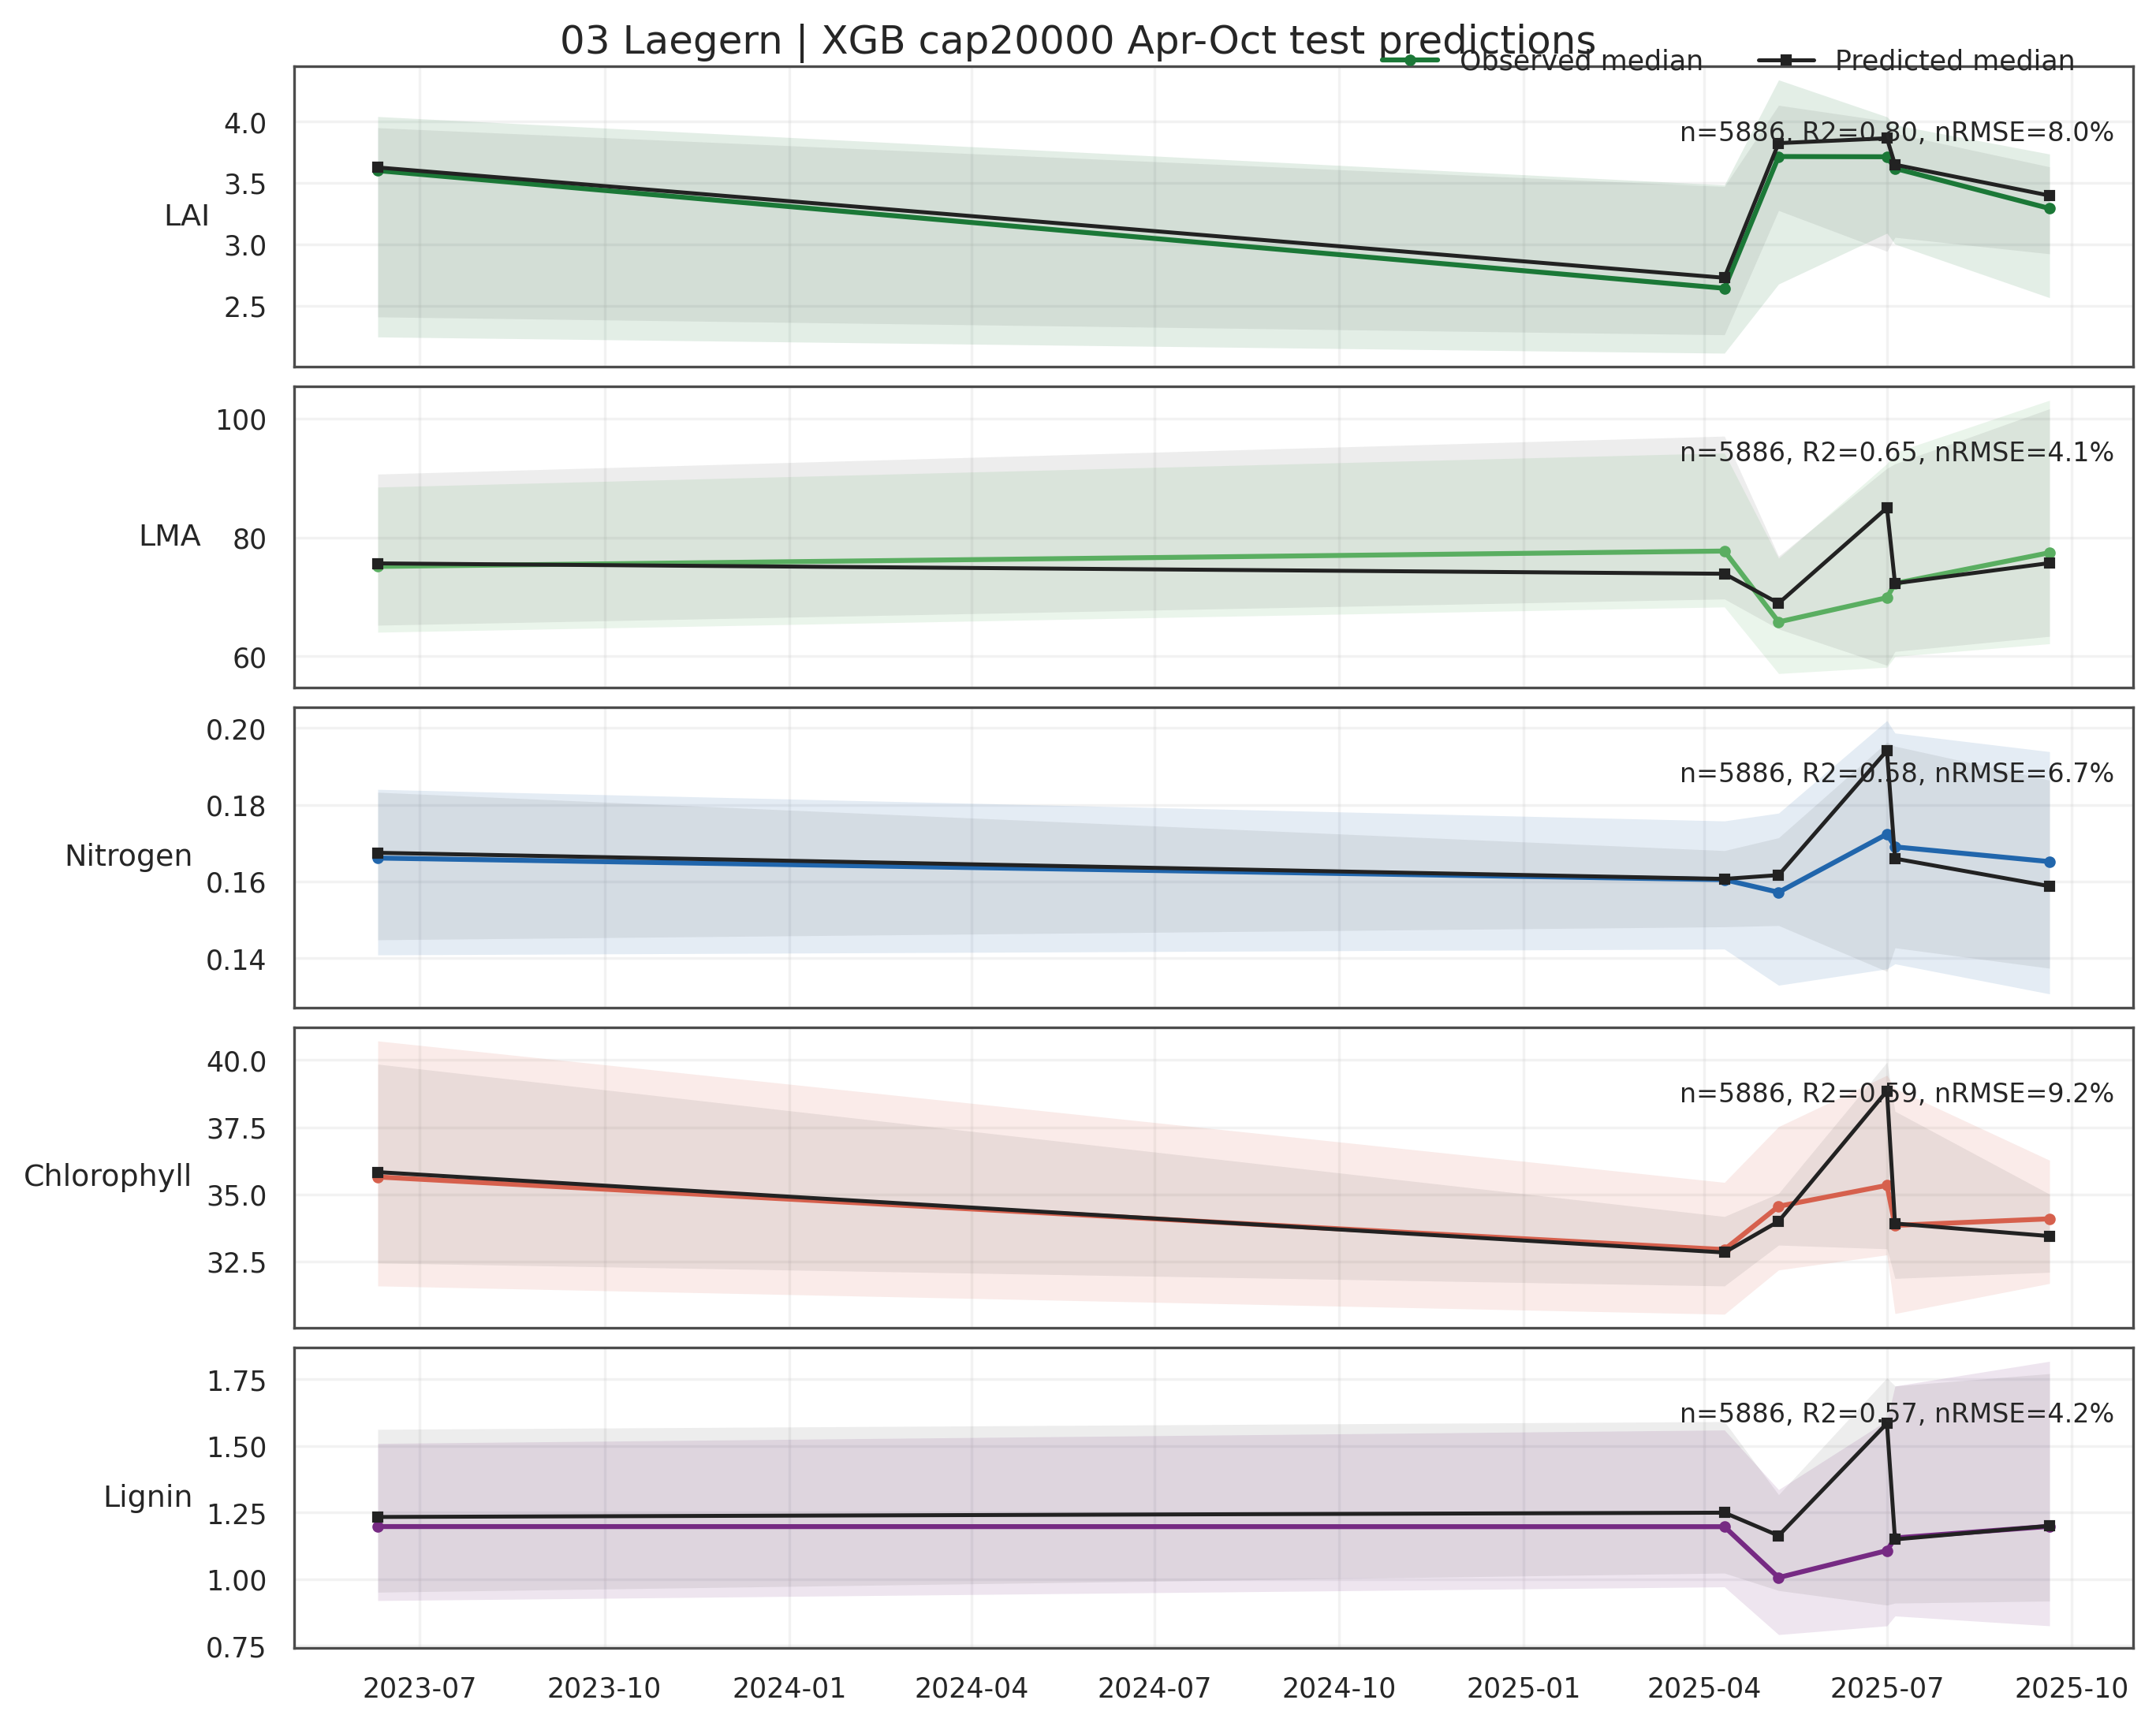 03 Laegern | XGB cap20000 Apr-Oct test predictions
Observed median
Predicted median
4.0
3.5
3.0
2.5
LAI
n=5886, R2=0.80, nRMSE=8.0%
100
80
60
LMA
n=5886, R2=0.65, nRMSE=4.1%
0.20
0.18
0.16
0.14
Nitrogen
n=5886, R2=0.58, nRMSE=6.7%
40.0
37.5
35.0
32.5
Chlorophyll
n=5886, R2=0.59, nRMSE=9.2%
1.75
1.50
1.25
1.00
0.75
Lignin
n=5886, R2=0.57, nRMSE=4.2%
2023-07 2023-10 2024-01 2024-04 2024-07 2024-10 2025-01 2025-04 2025-07 2025-10